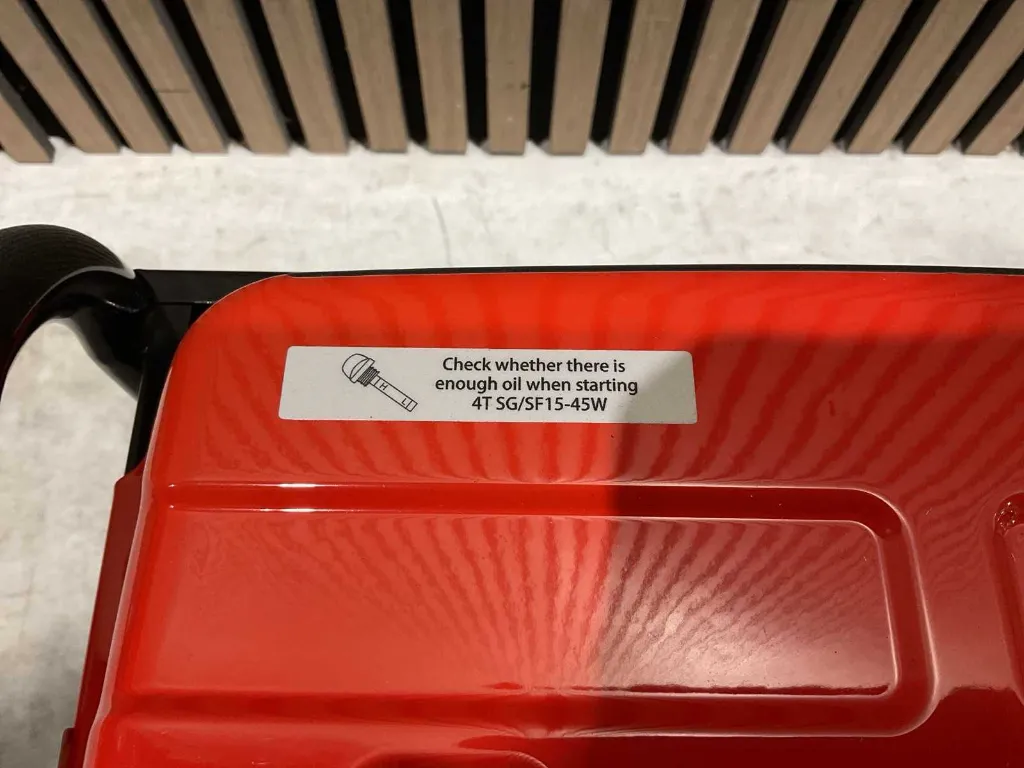 Check whether there is
enough oil when starting
4T SG/SF15-45W
H
L